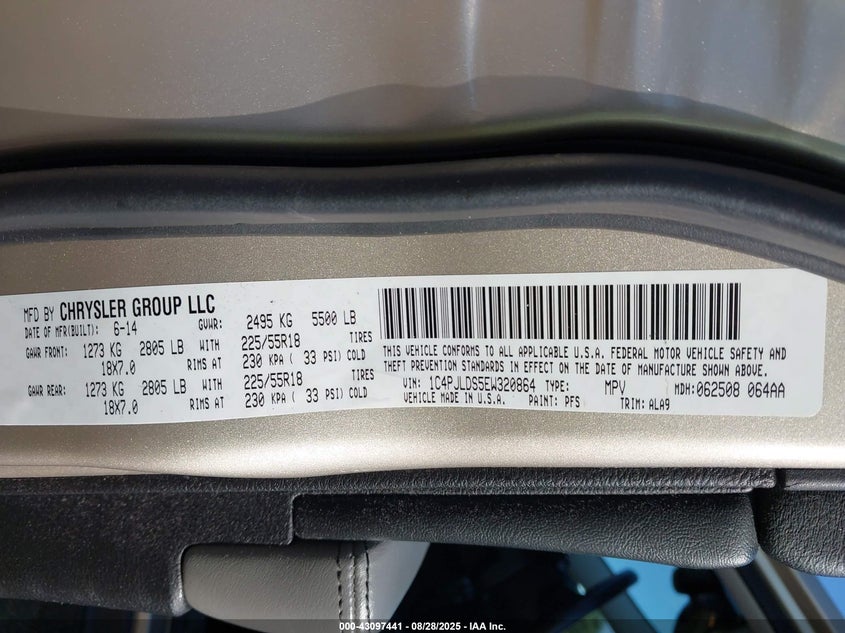 MFD BY CHRYSLER GROUP LLC
DATE OF MFR(BUILT): 6-14 GVWR: 2495 KG 5500 LB
GAWR FRONT: 1273 KG 2805 LB WITH 225/55R18 TIRES
18X7.0 RIMS AT 230 KPA ( 33 PSI) COLD
GAWR REAR: 1273 KG 2805 LB WITH 225/55R18 TIRES
18X7.0 RIMS AT 230 KPA ( 33 PSI) COLD
THIS VEHICLE CONFORMS TO ALL APPLICABLE U.S.A. FEDERAL MOTOR VEHICLE SAFETY AND
THEFT PREVENTION STANDARDS IN EFFECT ON THE DATE OF MANUFACTURE SHOWN ABOVE.
VIN: 1C4PJLDS5EW320864 TYPE: MPV MDH:062508 064AA
VEHICLE MADE IN U.S.A. PAINT: PFS TRIM: ALA9
000-43097441 - 08/28/2025 - IAA Inc.